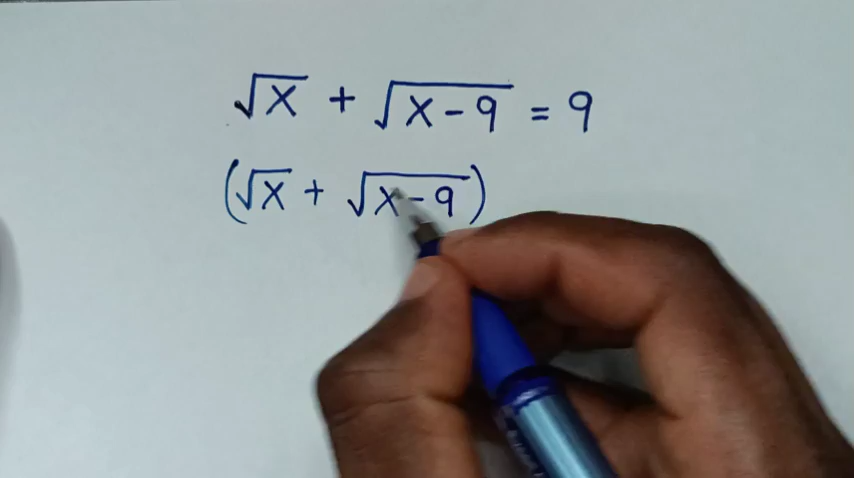 √x + √(x-9) = 9
(√x + √(x-9))